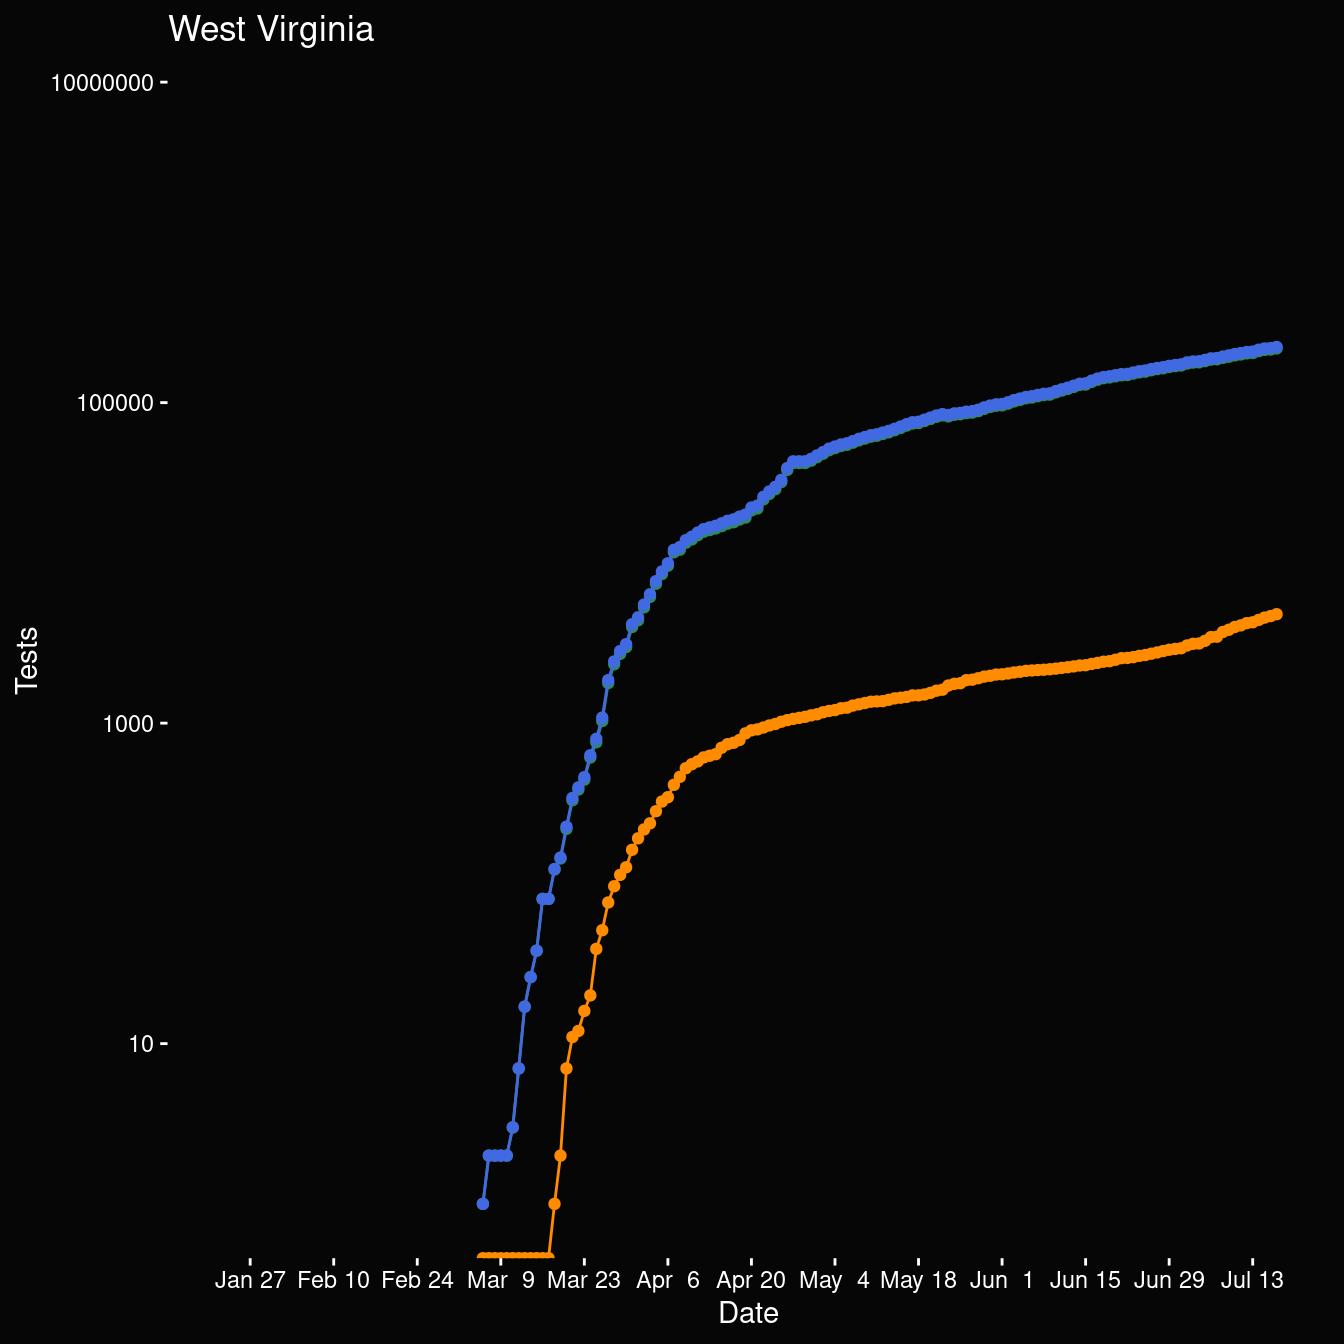 West Virginia
10000000
100000
1000
10
Tests
Jan 27 Feb 10 Feb 24 Mar  9 Mar 23 Apr  6 Apr 20 May  4 May 18 Jun  1 Jun 15 Jun 29 Jul 13
Date